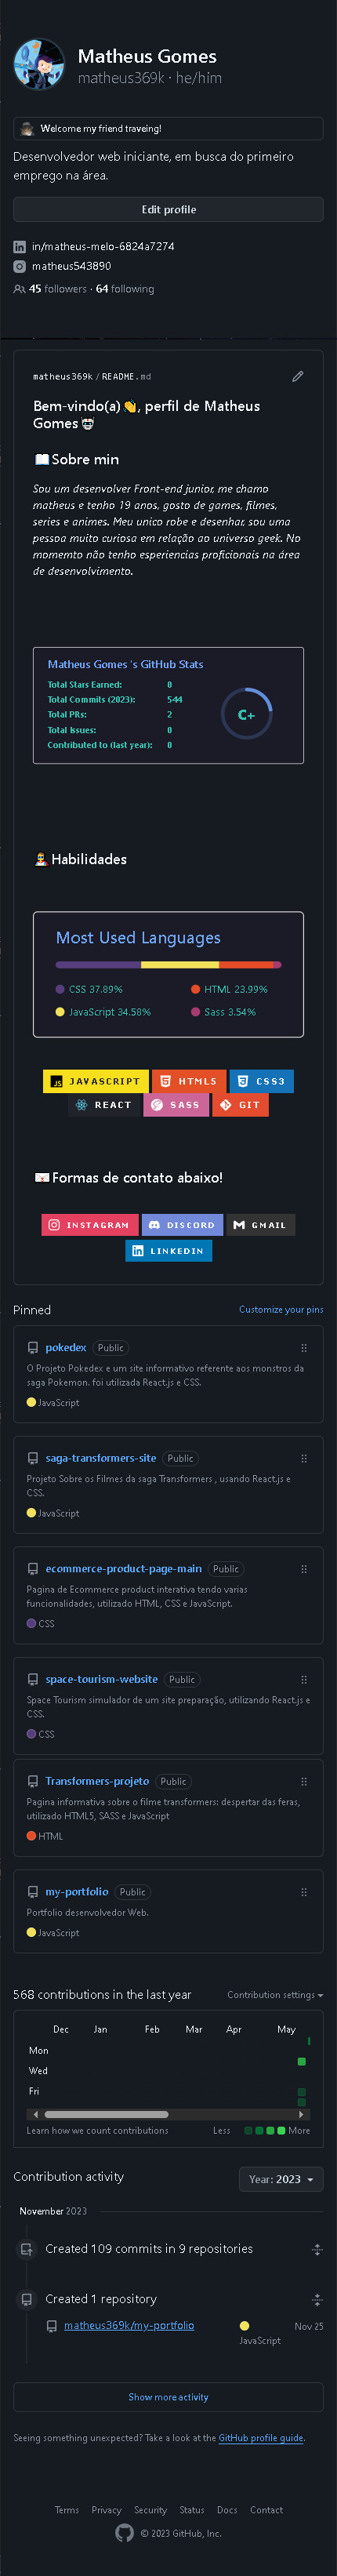 Matheus Gomes
matheus369k · he/him
Welcome my friend traveing!
Desenvolvedor web iniciante, em busca do primeiro
emprego na área.
Edit profile
in/matheus-melo-6824a7274
matheus543890
45 followers · 64 following
matheus369k / README.md
Bem-vindo(a)👋, perfil de Matheus
Gomes
Sobre min
Sou um desenvolver Front-end junior, me chamo
matheus e tenho 19 anos, gosto de games, filmes,
series e animes. Meu unico robe e desenhar, sou uma
pessoa muito curiosa em relação ao universo geek. No
momento não tenho experiencias proficionais na área
de desenvolvimento.
Matheus Gomes 's GitHub Stats
Total Stars Earned: 0
Total Commits (2023): 544
Total PRs: 2
Total Issues: 0
Contributed to (last year): 0
C+
Habilidades
Most Used Languages
CSS 37.89% HTML 23.99%
JavaScript 34.58% Sass 3.54%
JS JAVASCRIPT HTML5 CSS3
REACT SASS GIT
Formas de contato abaixo!
INSTAGRAM DISCORD GMAIL
LINKEDIN
Pinned Customize your pins
pokedex Public
O Projeto Pokedex e um site informativo referente aos monstros da
saga Pokemon. foi utilizada React.js e CSS.
JavaScript
saga-transformers-site Public
Projeto Sobre os Filmes da saga Transformers , usando React.js e
CSS.
JavaScript
ecommerce-product-page-main Public
Pagina de Ecommerce product interativa tendo varias
funcionalidades, utilizado HTML, CSS e JavaScript.
CSS
space-tourism-website Public
Space Tourism simulador de um site preparação, utilizando React.js e
CSS.
CSS
Transformers-projeto Public
Pagina informativa sobre o filme transformers: despertar das feras,
utilizado HTML5, SASS e JavaScript
HTML
my-portfolio Public
Portfolio desenvolvedor Web.
JavaScript
568 contributions in the last year Contribution settings
Dec Jan Feb Mar Apr May
Mon
Wed
Fri
Learn how we count contributions Less More
Contribution activity Year: 2023
November 2023
Created 109 commits in 9 repositories
Created 1 repository
matheus369k/my-portfolio JavaScript Nov 25
Show more activity
Seeing something unexpected? Take a look at the GitHub profile guide.
Terms Privacy Security Status Docs Contact
© 2023 GitHub, Inc.